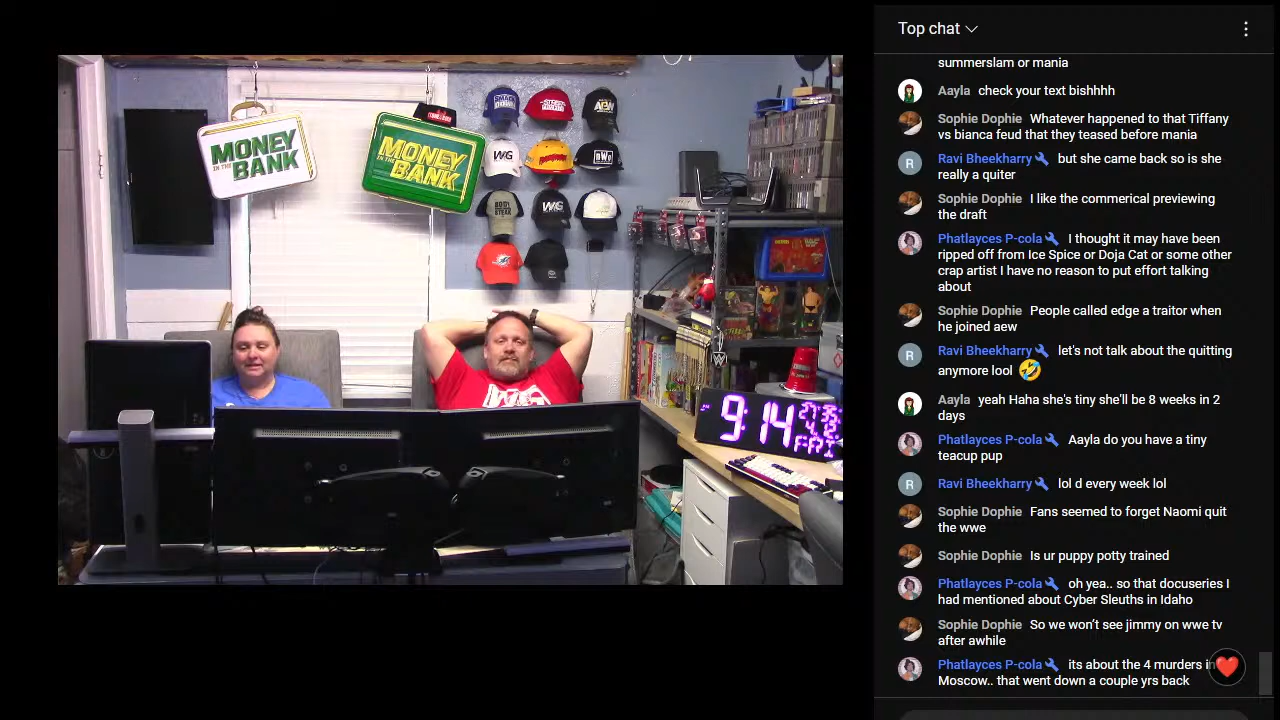 Top chat
summerslam or mania
Aayla check your text bishhhh
Sophie Dophie Whatever happened to that Tiffany
vs bianca feud that they teased before mania
R Ravi Bheekharry but she came back so is she
really a quiter
Sophie Dophie I like the commerical previewing
the draft
Phatlayces P-cola I thought it may have been
ripped off from Ice Spice or Doja Cat or some other
crap artist I have no reason to put effort talking
about
Sophie Dophie People called edge a traitor when
he joined aew
R Ravi Bheekharry let's not talk about the quitting
anymore lool 🤣
Aayla yeah Haha she's tiny she'll be 8 weeks in 2
days
Phatlayces P-cola Aayla do you have a tiny
teacup pup
R Ravi Bheekharry lol d every week lol
Sophie Dophie Fans seemed to forget Naomi quit
the wwe
Sophie Dophie Is ur puppy potty trained
Phatlayces P-cola oh yea.. so that docuseries I
had mentioned about Cyber Sleuths in Idaho
Sophie Dophie So we won't see jimmy on wwe tv
after awhile
Phatlayces P-cola its about the 4 murders in
Moscow.. that went down a couple yrs back
MONEY
IN THE BANK
MONEY
IN THE BANK
AEW
WG
nWo
BODY
STEAK
WG
WG
W
9:14
FRI